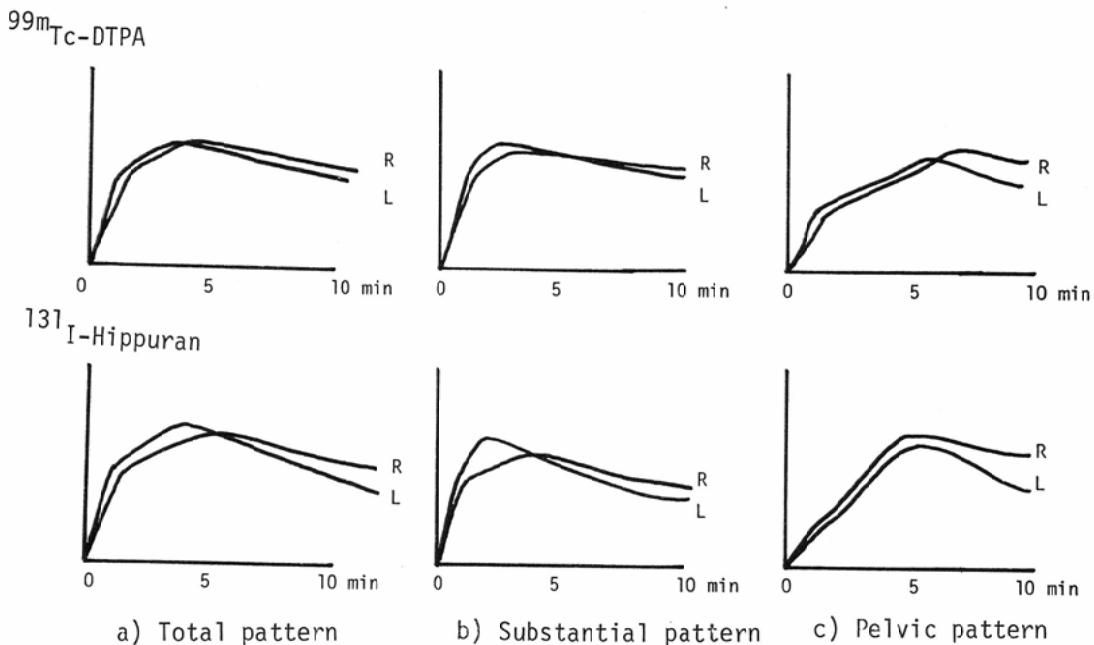 99mTc-DTPA
R
L
0 5 10 min
R
L
0 5 10 min
R
L
0 5 10 min
131I-Hippuran
R
L
0 5 10 min
R
L
0 5 10 min
R
L
0 5 10 min
a) Total pattern
b) Substantial pattern
c) Pelvic pattern